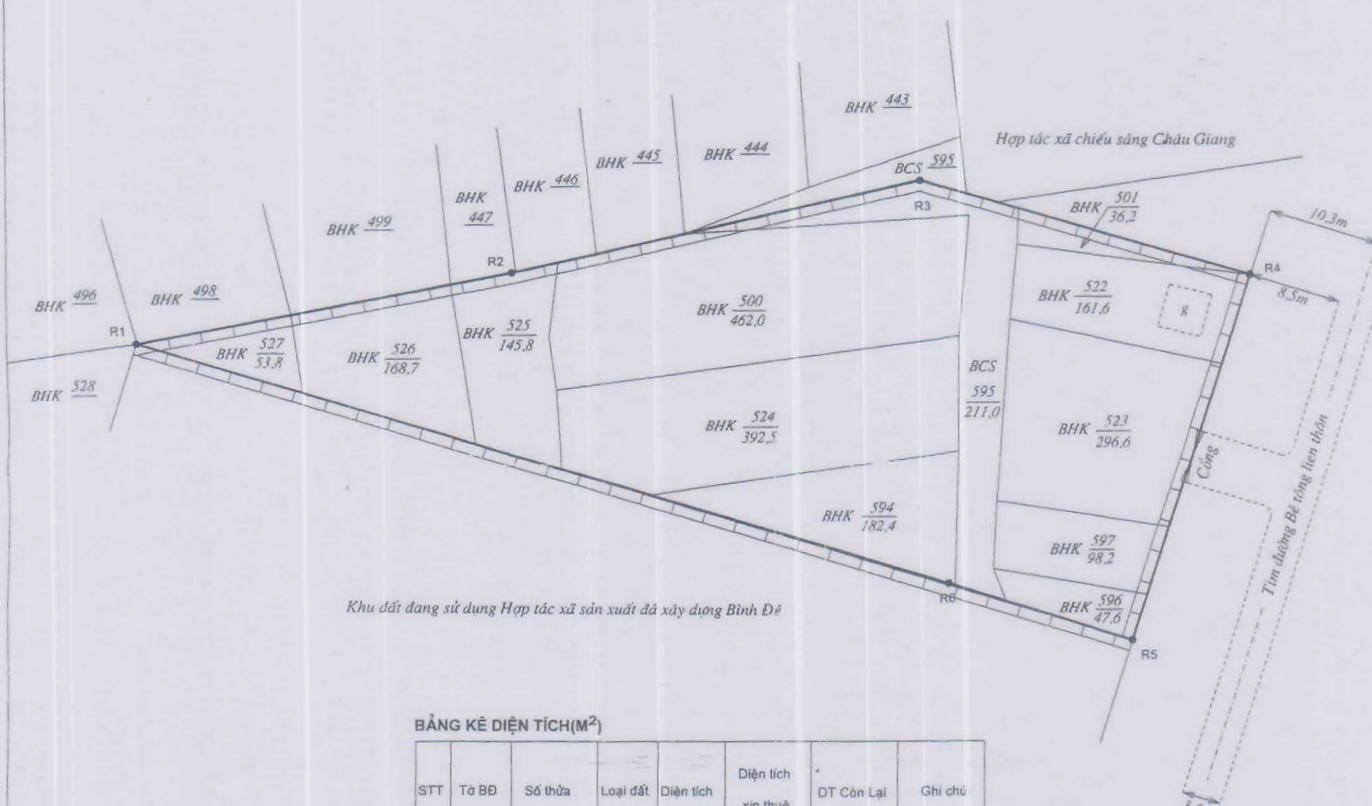 BHK 443
BHK 444
BHK 445
BHK 446
BHK
447
BHK 499
BHK 498
BHK 496
BHK 528
Hợp tác xã chiếu sáng Châu Giang
BCS 595
R3
BHK 501
36,2
10,3m
R4
8,5m
R2
R1
BHK 527
53,8
BHK 526
168,7
BHK 525
145,8
BHK 500
462,0
BHK 522
161,6
g
BCS
595
211,0
BHK 524
392,5
BHK 523
296,6
Cổng
Tim đường Bê tông liên thôn
BHK 594
182,4
BHK 597
98,2
BHK 596
47,6
R6
R5
Khu đất đang sử dụng Hợp tác xã sản xuất đá xây dựng Bình Đê
BẢNG KÊ DIỆN TÍCH(M²)
STT Tờ BĐ Số thửa Loại đất Diện tích Diện tích xin thuê DT Còn Lại Ghi chú